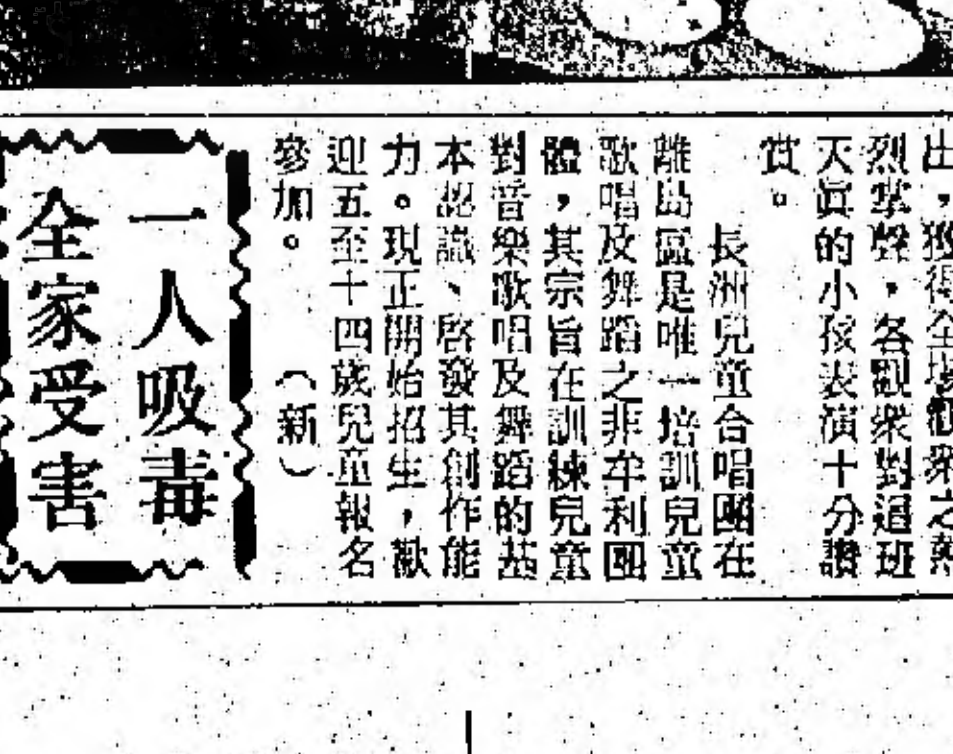 出，獲得全場觀衆之熱
烈掌聲，各觀衆對這班
天眞的小孩表演十分讚
賞。
長洲兒童合唱團在
離島區是唯一培訓兒童
歌唱及舞蹈之非牟利團
體，其宗旨在訓練兒童
對音樂歌唱及舞蹈的基
本認識、啓發其創作能
力。現正開始招生，歡
迎五至十四歲兒童報名
參加。（新）
一人吸毒
全家受害